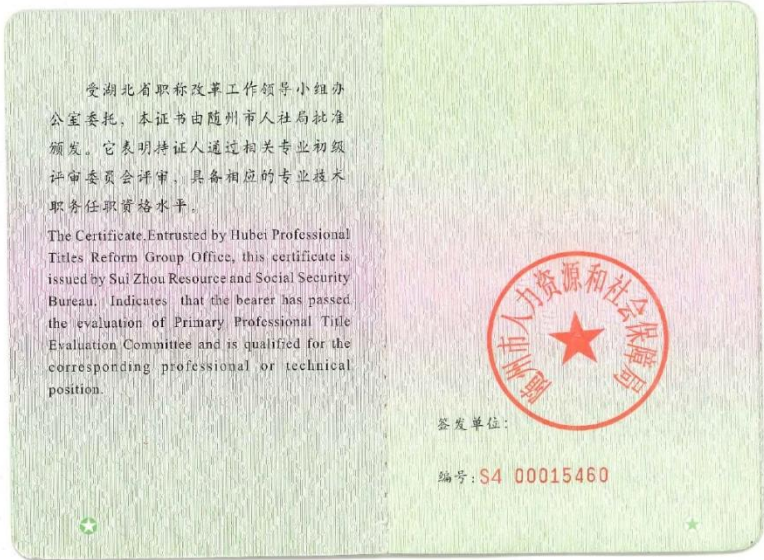 受湖北省职称改革工作领导小组办
公室委托，本证书由随州市人社局批准
颁发。它表明持证人通过相关专业初级
评审委员会评审，具备相应的专业技术
职务任职资格水平。
The Certificate,Entrusted by Hubei Professional
Titles Reform Group Office, this certificate is
issued by Sui Zhou Resource and Social Security
Bureau. Indicates that the bearer has passed
the evaluation of Primary Professional Title
Evaluation Committee and is qualified for the
corresponding professional or technical
position.
随州市人力资源和社会保障局
签发单位：
编号：S4 00015460